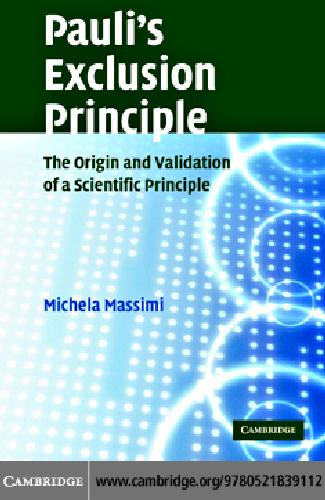 Pauli's
Exclusion
Principle
The Origin and Validation
of a Scientific Principle
Michela Massimi
CAMBRIDGE
CAMBRIDGE www.cambridge.org/9780521839112